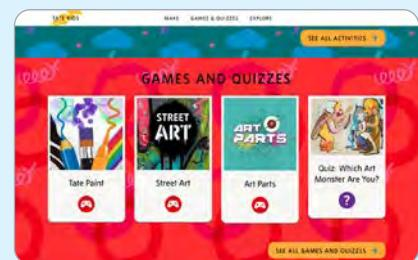 TATE KIDS
MAKE GAMES & QUIZZES EXPLORE
SEE ALL ACTIVITIES
GAMES AND QUIZZES
STREET
ART
ART
PARTS
Tate Paint
Street Art
Art Parts
Quiz: Which Art
Monster Are You?
?
SEE ALL GAMES AND QUIZZES